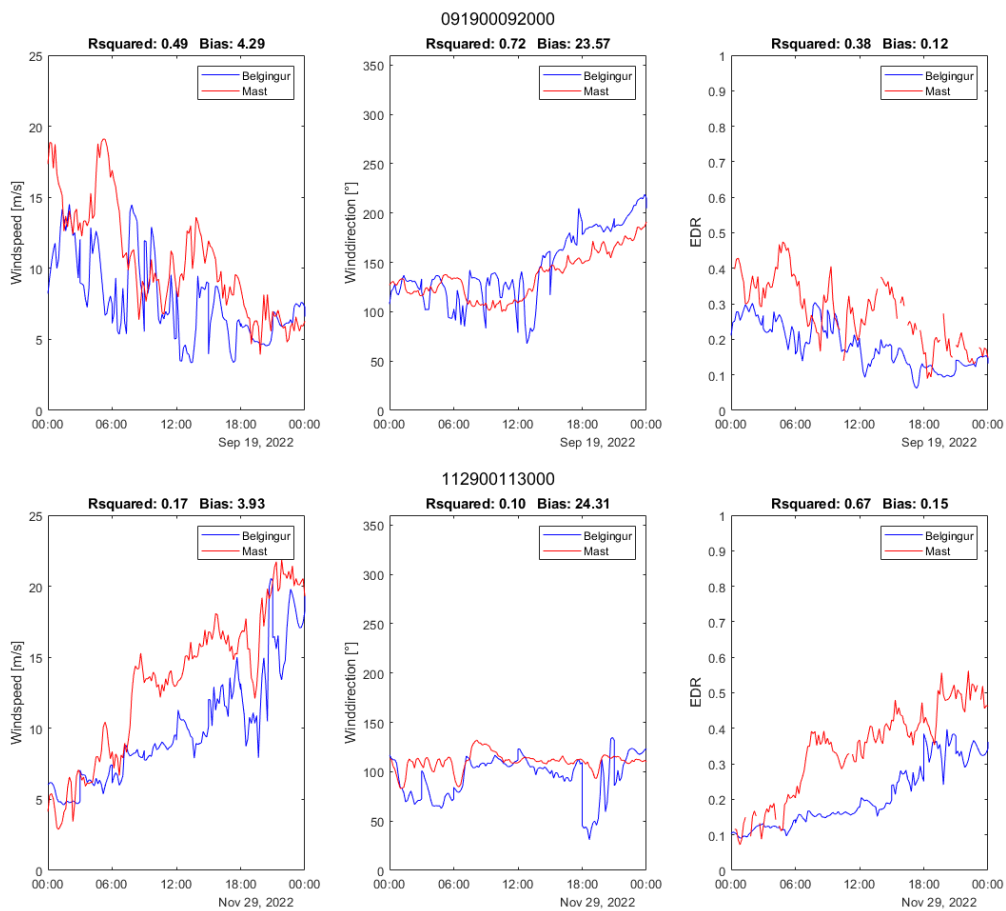 091900092000
Rsquared: 0.49 Bias: 4.29
Windspeed [m/s]
25
20
15
10
5
0
Belgingur
Mast
00:00 06:00 12:00 18:00 00:00
Sep 19, 2022
Rsquared: 0.72 Bias: 23.57
Winddirection [°]
350
300
250
200
150
100
50
0
Belgingur
Mast
00:00 06:00 12:00 18:00 00:00
Sep 19, 2022
Rsquared: 0.38 Bias: 0.12
EDR
1
0.9
0.8
0.7
0.6
0.5
0.4
0.3
0.2
0.1
0
Belgingur
Mast
00:00 06:00 12:00 18:00 00:00
Sep 19, 2022
112900113000
Rsquared: 0.17 Bias: 3.93
Windspeed [m/s]
25
20
15
10
5
0
Belgingur
Mast
00:00 06:00 12:00 18:00 00:00
Nov 29, 2022
Rsquared: 0.10 Bias: 24.31
Winddirection [°]
350
300
250
200
150
100
50
0
Belgingur
Mast
00:00 06:00 12:00 18:00 00:00
Nov 29, 2022
Rsquared: 0.67 Bias: 0.15
EDR
1
0.9
0.8
0.7
0.6
0.5
0.4
0.3
0.2
0.1
0
Belgingur
Mast
00:00 06:00 12:00 18:00 00:00
Nov 29, 2022